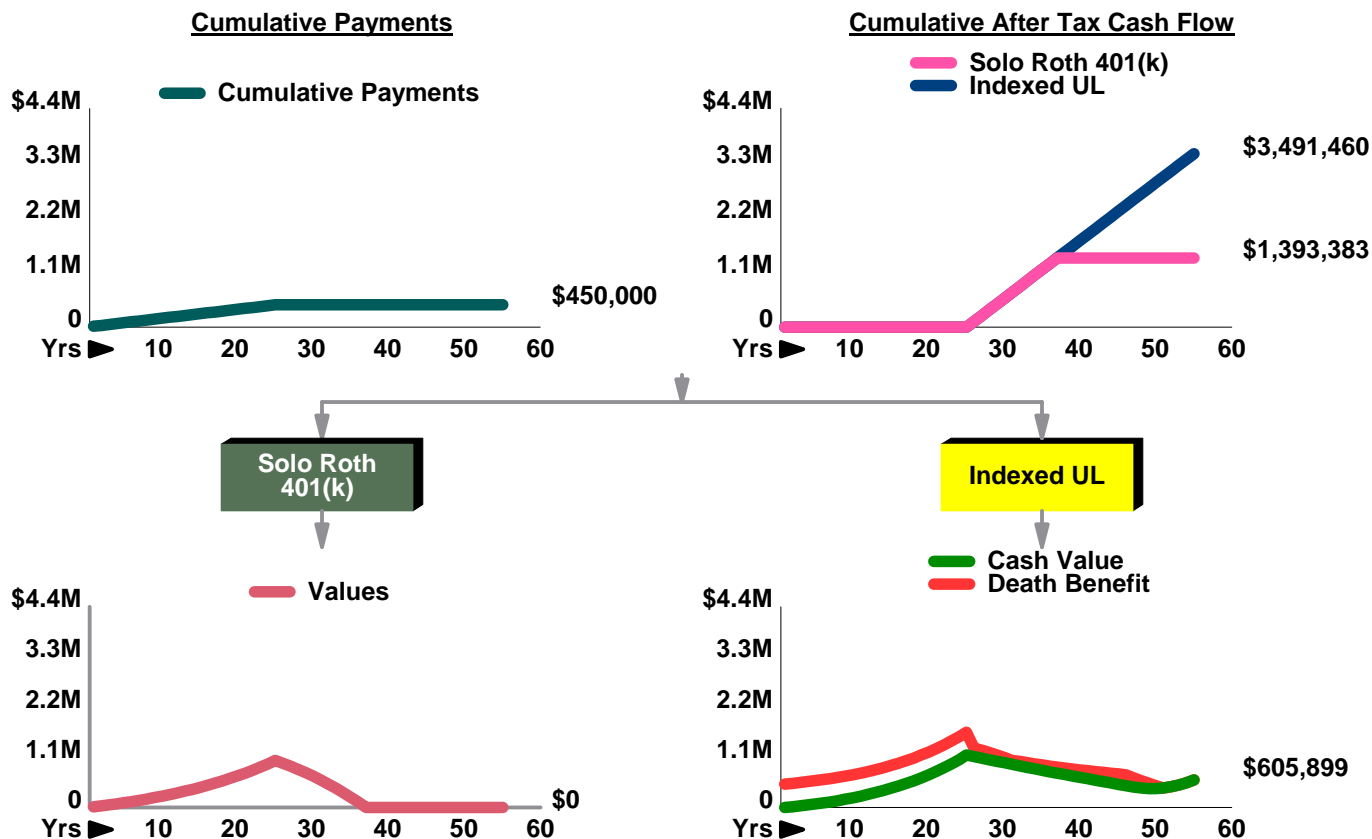 Cumulative Payments
Cumulative Payments
$4.4M
3.3M
2.2M
1.1M
0
$450,000
Yrs 10 20 30 40 50 60
Cumulative After Tax Cash Flow
Solo Roth 401(k)
Indexed UL
$4.4M
3.3M
2.2M
1.1M
0
$3,491,460
$1,393,383
Yrs 10 20 30 40 50 60
Solo Roth
401(k)
Indexed UL
Values
$4.4M
3.3M
2.2M
1.1M
0
$0
Yrs 10 20 30 40 50 60
Cash Value
Death Benefit
$4.4M
3.3M
2.2M
1.1M
0
$605,899
Yrs 10 20 30 40 50 60